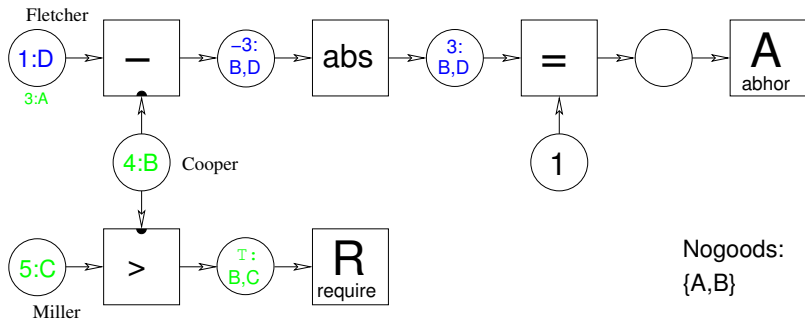 Fletcher
1:D
3:A
−
−3:
B,D
abs
3:
B,D
=
A
abhor
4:B
Cooper
1
5:C
Miller
>
T:
B,C
R
require
Nogoods:
{A,B}